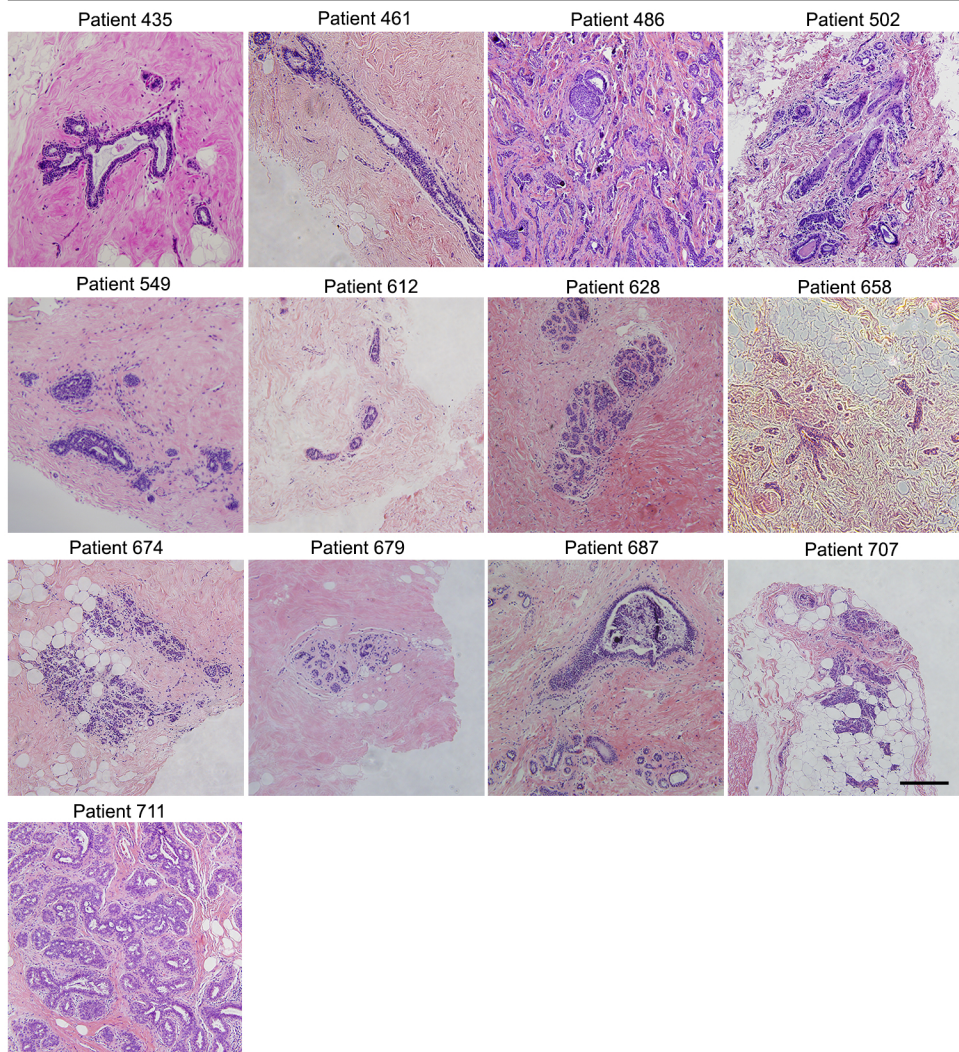 Patient 435
Patient 461
Patient 486
Patient 502
Patient 549
Patient 612
Patient 628
Patient 658
Patient 674
Patient 679
Patient 687
Patient 707
Patient 711